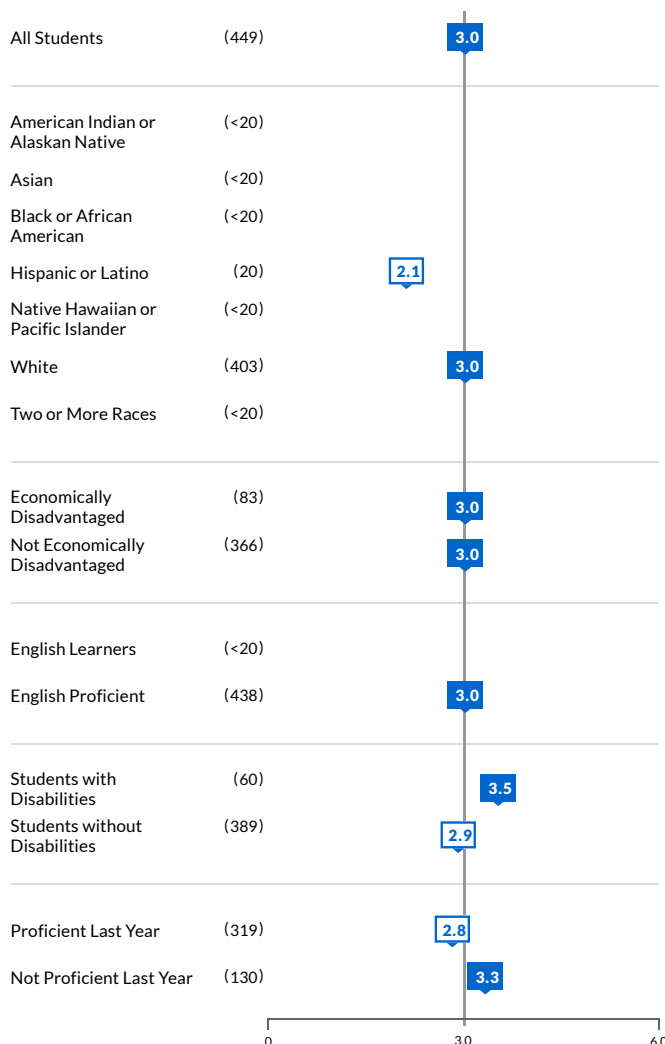 All Students (449) 3.0
American Indian or (<20)
Alaskan Native
Asian (<20)
Black or African (<20)
American
Hispanic or Latino (20) 2.1
Native Hawaiian or (<20)
Pacific Islander
White (403) 3.0
Two or More Races (<20)
Economically (83) 3.0
Disadvantaged
Not Economically (366) 3.0
Disadvantaged
English Learners (<20)
English Proficient (438) 3.0
Students with (60) 3.5
Disabilities
Students without (389) 2.9
Disabilities
Proficient Last Year (319) 2.8
Not Proficient Last Year (130) 3.3
0 3.0 6.0